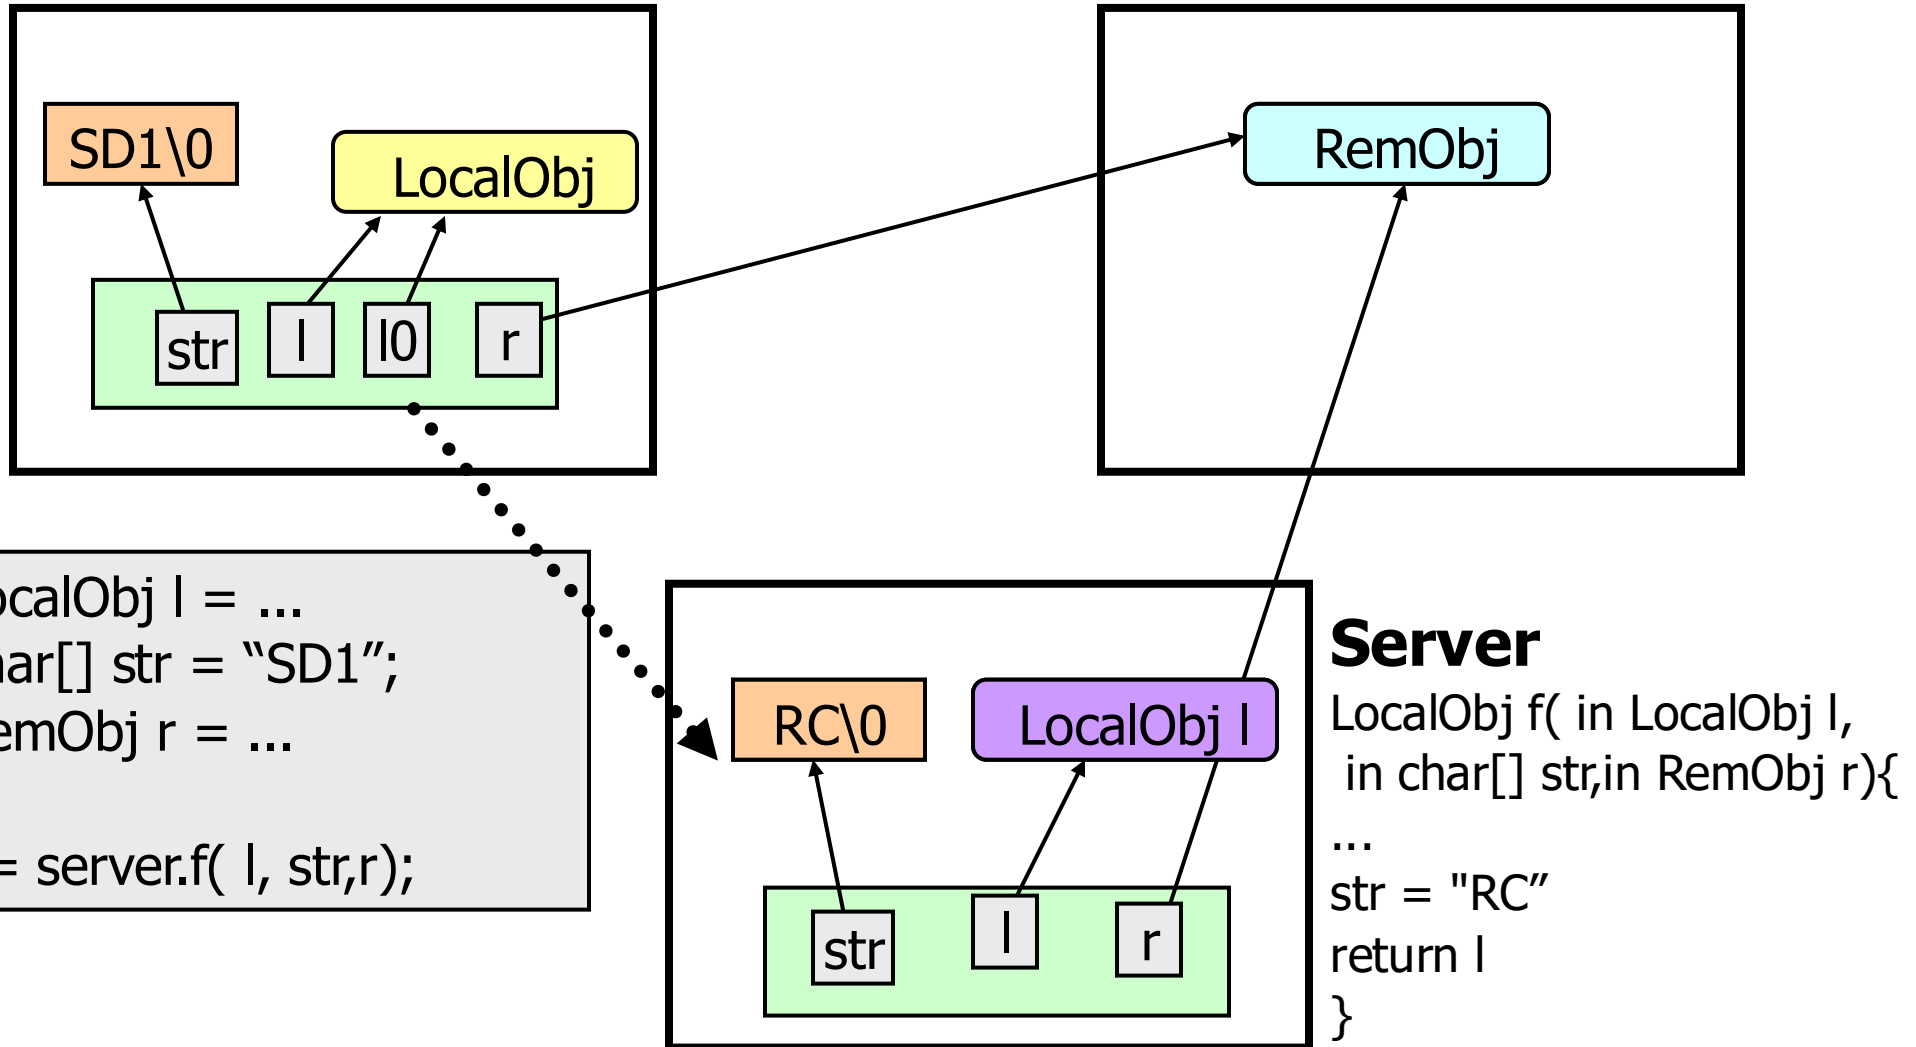 SD1\0
LocalObj
RemObj
str
l
l0
r
ocalObj l = ...
ar[] str = “SD1”;
emObj r = ...
= server.f( l, str,r);
RC\0
LocalObj l
str
l
r
Server
LocalObj f( in LocalObj l,
in char[] str,in RemObj r){
...
str = "RC”
return l
}